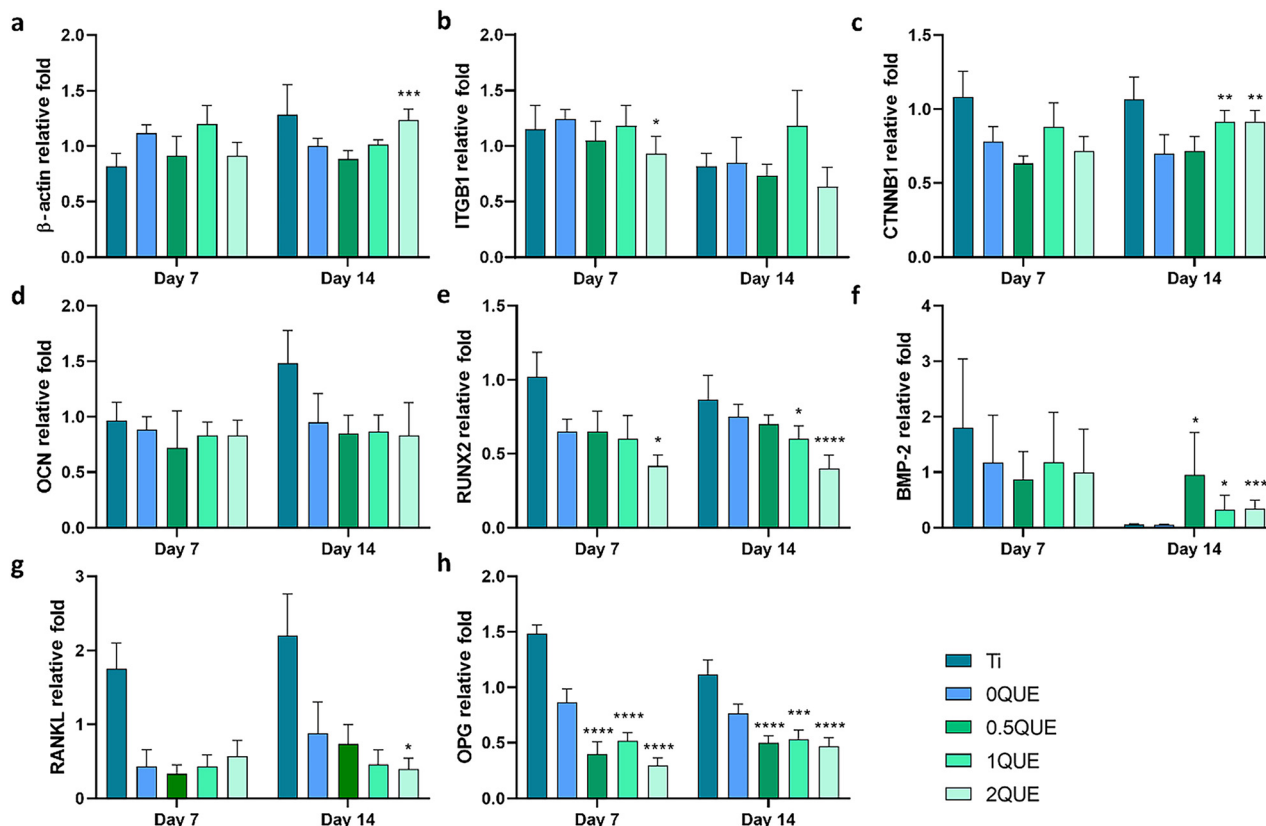 a
β-actin relative fold
2.0
1.5
1.0
0.5
0.0
***
Day 7
Day 14
b
ITGB1 relative fold
2.0
1.5
1.0
0.5
0.0
*
Day 7
Day 14
c
CTNNB1 relative fold
1.5
1.0
0.5
0.0
**
**
Day 7
Day 14
d
OCN relative fold
2.0
1.5
1.0
0.5
0.0
Day 7
Day 14
e
RUNX2 relative fold
1.5
1.0
0.5
0.0
*
*
****
Day 7
Day 14
f
BMP-2 relative fold
4
3
2
1
0
*
*
***
Day 7
Day 14
g
RANKL relative fold
3
2
1
0
*
Day 7
Day 14
h
OPG relative fold
2.0
1.5
1.0
0.5
0.0
****
****
****
****
***
****
Day 7
Day 14
Ti
0QUE
0.5QUE
1QUE
2QUE